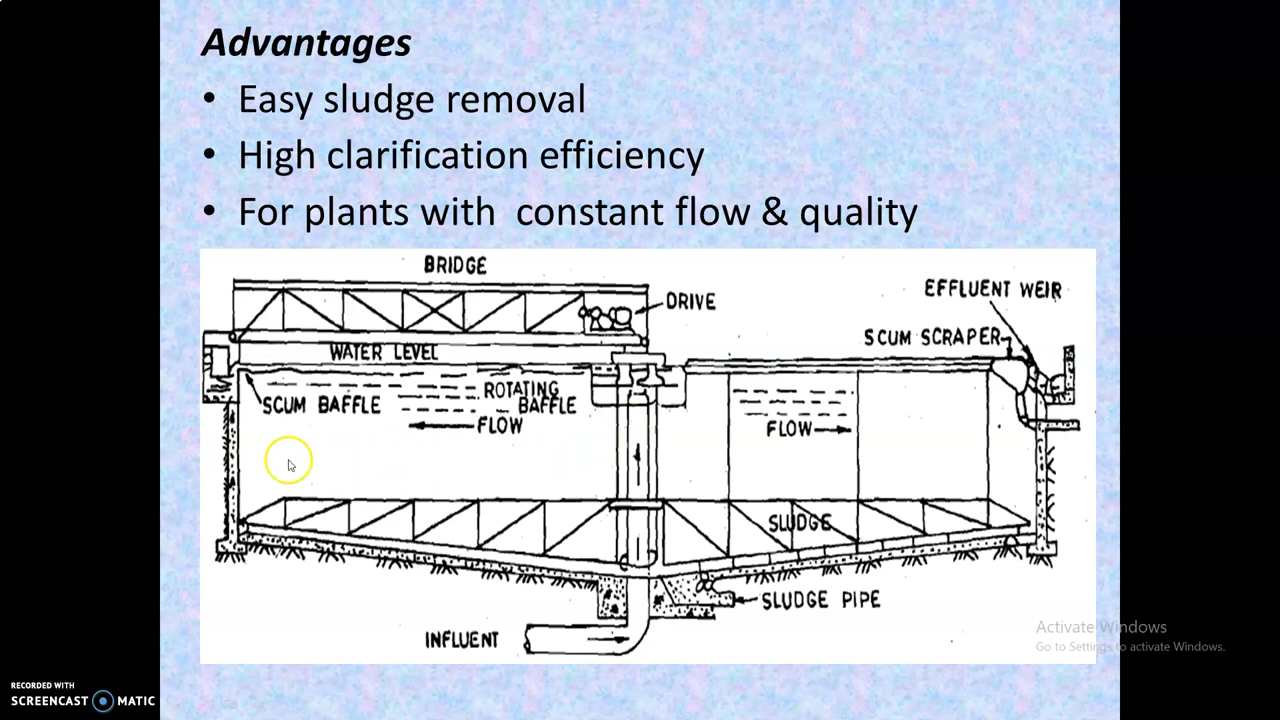 Advantages
• Easy sludge removal
• High clarification efficiency
• For plants with constant flow & quality
BRIDGE
DRIVE
EFFLUENT WEIR
SCUM SCRAPER
WATER LEVEL
SCUM BAFFLE
ROTATING
BAFFLE
FLOW
FLOW
SLUDGE
SLUDGE PIPE
INFLUENT
Activate Windows
Go to Settings to activate Windows.
RECORDED WITH
SCREENCAST MATIC